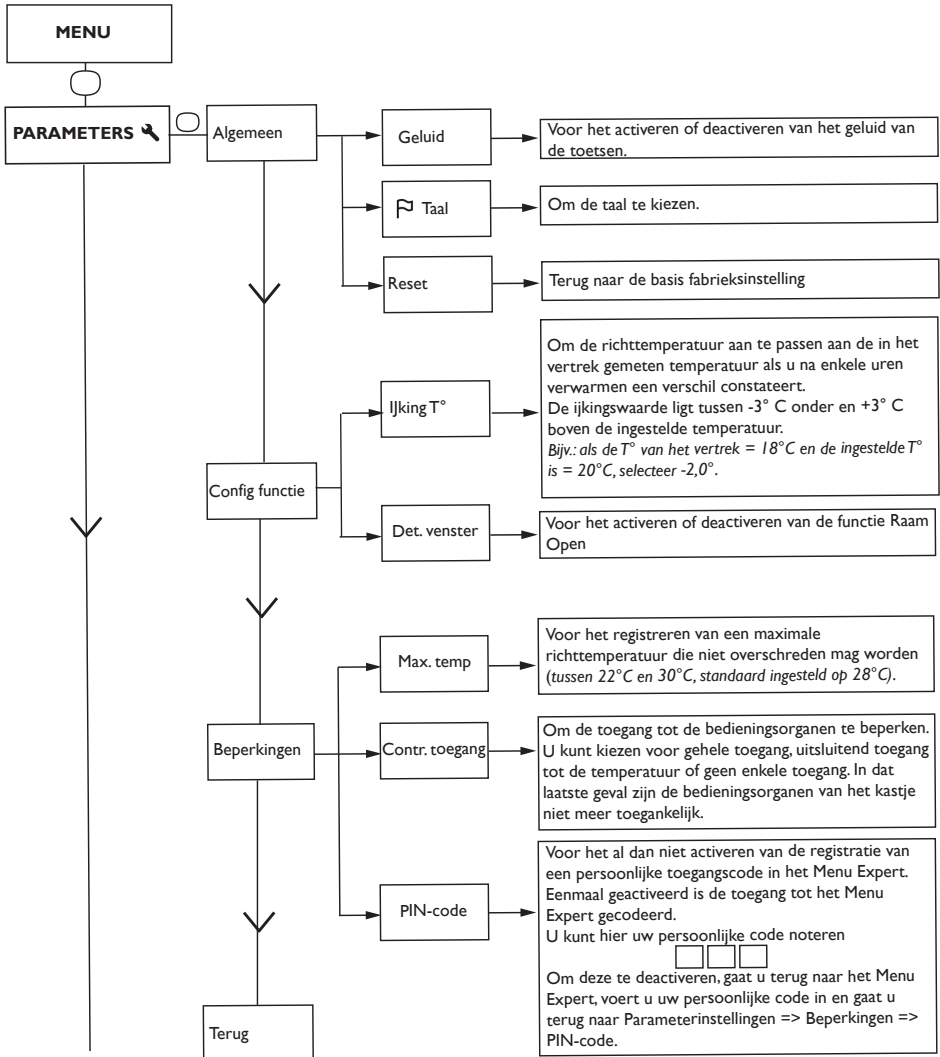 MENU
PARAMETERS
Algemeen
Geluid
Voor het activeren of deactiveren van het geluid van
de toetsen.
Taal
Om de taal te kiezen.
Reset
Terug naar de basis fabrieksinstelling
Config functie
IJking T°
Om de richttemperatuur aan te passen aan de in het
vertrek gemeten temperatuur als u na enkele uren
verwarmen een verschil constateert.
De ijkingswaarde ligt tussen -3° C onder en +3° C
boven de ingestelde temperatuur.
Bijv.: als de T° van het vertrek = 18°C en de ingestelde T°
is = 20°C, selecteer -2,0°.
Det. venster
Voor het activeren of deactiveren van de functie Raam
Open
Beperkingen
Max. temp
Voor het registreren van een maximale
richttemperatuur die niet overschreden mag worden
(tussen 22°C en 30°C, standaard ingesteld op 28°C).
Contr. toegang
Om de toegang tot de bedieningsorganen te beperken.
U kunt kiezen voor gehele toegang, uitsluitend toegang
tot de temperatuur of geen enkele toegang. In dat
laatste geval zijn de bedieningsorganen van het kastje
niet meer toegankelijk.
PIN-code
Voor het al dan niet activeren van de registratie van
een persoonlijke toegangscode in het Menu Expert.
Eenmaal geactiveerd is de toegang tot het Menu
Expert gecodeerd.
U kunt hier uw persoonlijke code noteren
Om deze te deactiveren, gaat u terug naar het Menu
Expert, voert u uw persoonlijke code in en gaat u
terug naar Parameterinstellingen => Beperkingen =>
PIN-code.
Terug